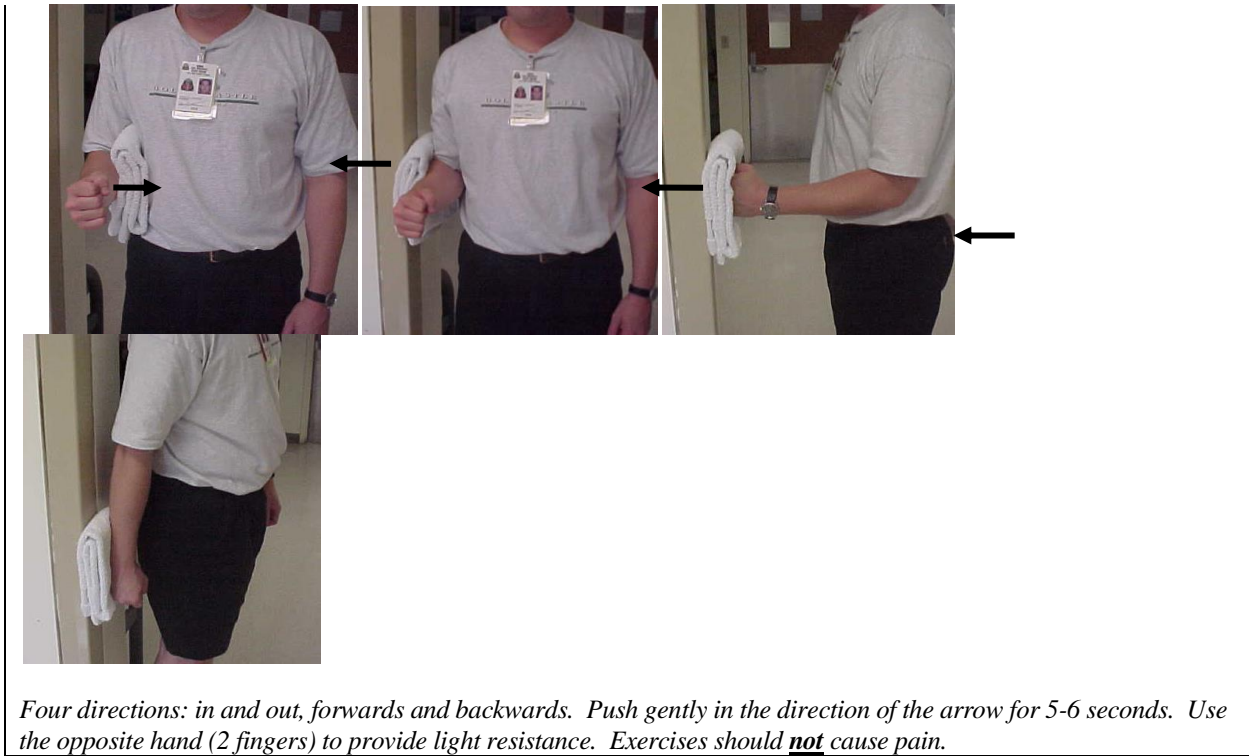 Four directions: in and out, forwards and backwards. Push gently in the direction of the arrow for 5-6 seconds. Use
the opposite hand (2 fingers) to provide light resistance. Exercises should not cause pain.